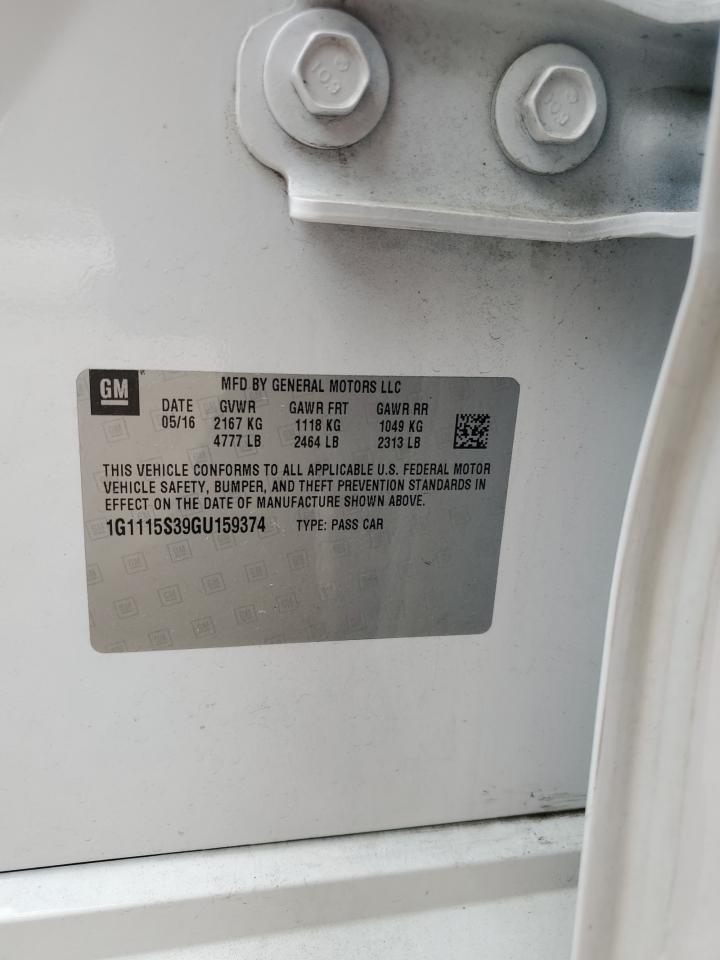 103
103
GM
MFD BY GENERAL MOTORS LLC
DATE GVWR GAWR FRT GAWR RR
05/16 2167 KG 1118 KG 1049 KG
4777 LB 2464 LB 2313 LB
THIS VEHICLE CONFORMS TO ALL APPLICABLE U.S. FEDERAL MOTOR
VEHICLE SAFETY, BUMPER, AND THEFT PREVENTION STANDARDS IN
EFFECT ON THE DATE OF MANUFACTURE SHOWN ABOVE.
1G1115S39GU159374 TYPE: PASS CAR